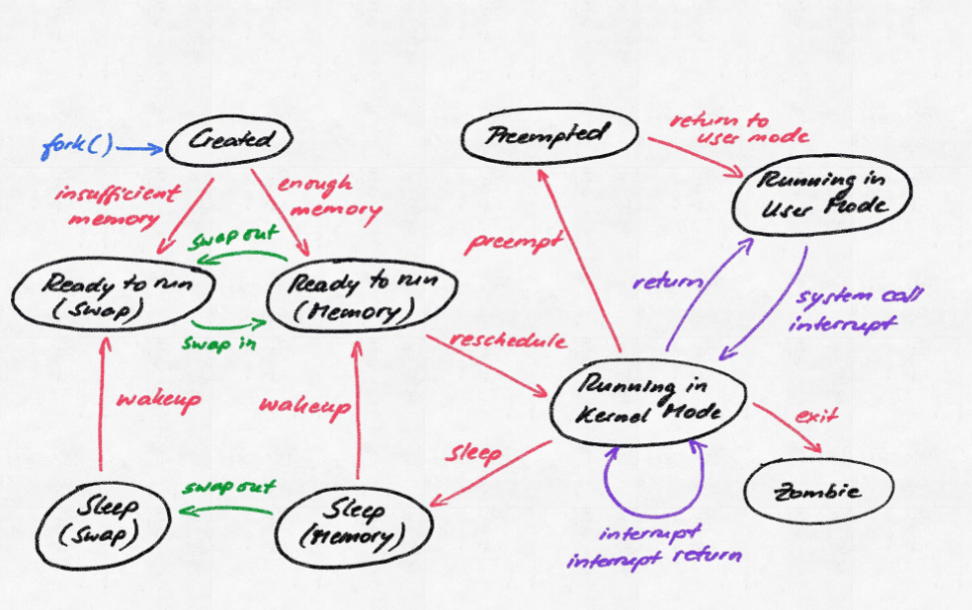 fork()
Created
insufficient
memory
enough
memory
swap out
Ready to run
(Swap)
Ready to run
(Memory)
swap in
wakeup
wakeup
Sleep
(Swap)
swap out
Sleep
(Memory)
reschedule
sleep
Preempted
return to
user mode
Running in
User Mode
preempt
return
system call
interrupt
Running in
Kernel Mode
exit
Zombie
interrupt
interrupt return